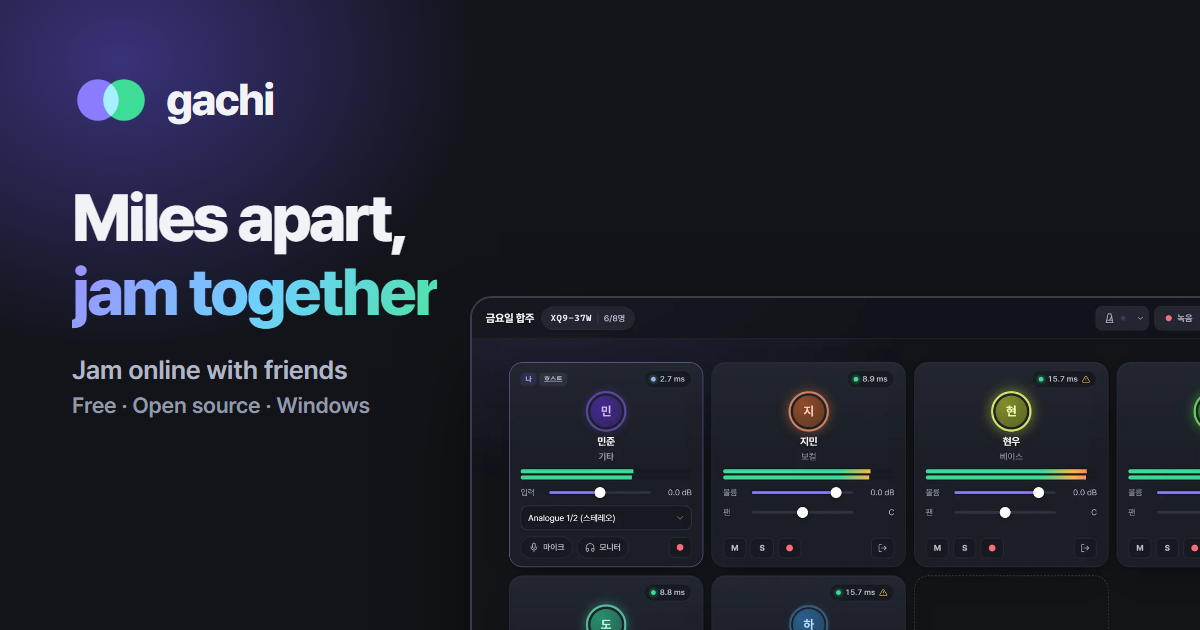 gachi
Miles apart,
jam together
Jam online with friends
Free · Open source · Windows
금요일 합주 XQ9-37W 6/8명 녹음
나 호스트 2.7 ms
민
민준
기타
입력 0.0 dB
Analogue 1/2 (스테레오)
마이크 모니터
8.9 ms
지
지민
보컬
볼륨 0.0 dB
팬 C
M S
15.7 ms
현
현우
베이스
볼륨 0.0 dB
팬 C
M S
볼륨
팬
M S
8.8 ms
도
15.7 ms
하